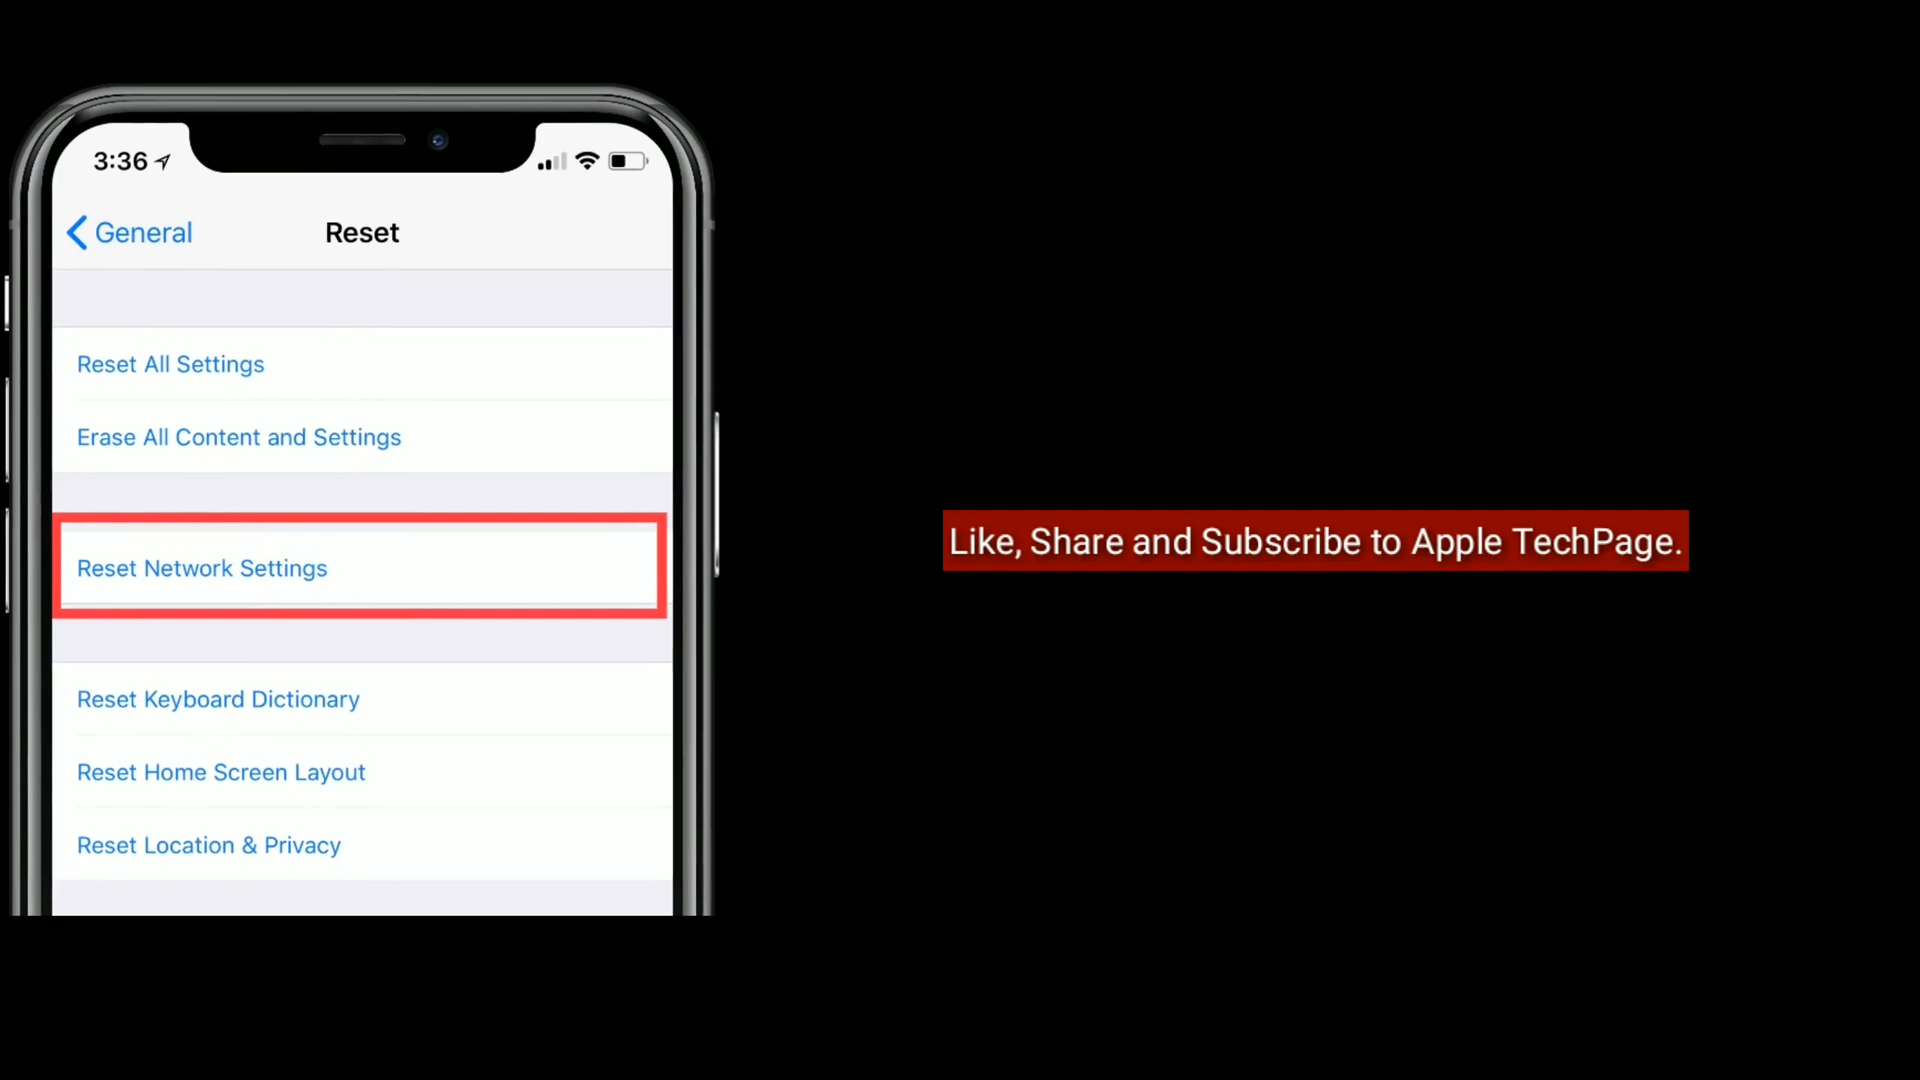 3:36
General
Reset
Reset All Settings
Erase All Content and Settings
Reset Network Settings
Reset Keyboard Dictionary
Reset Home Screen Layout
Reset Location & Privacy
Like, Share and Subscribe to Apple TechPage.